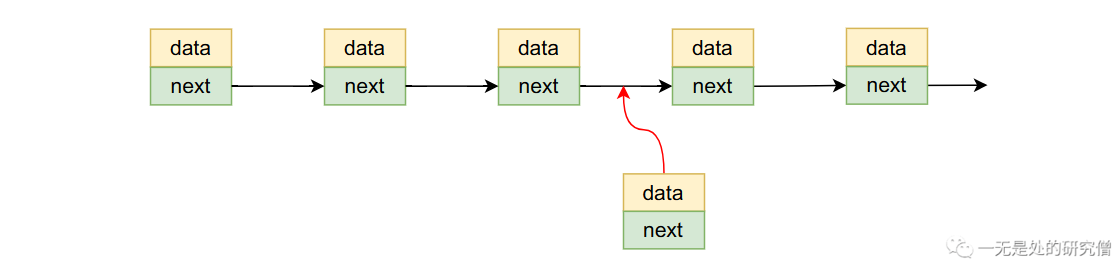 data data data data data
next next next next next
data
next
一无是处的研究僧